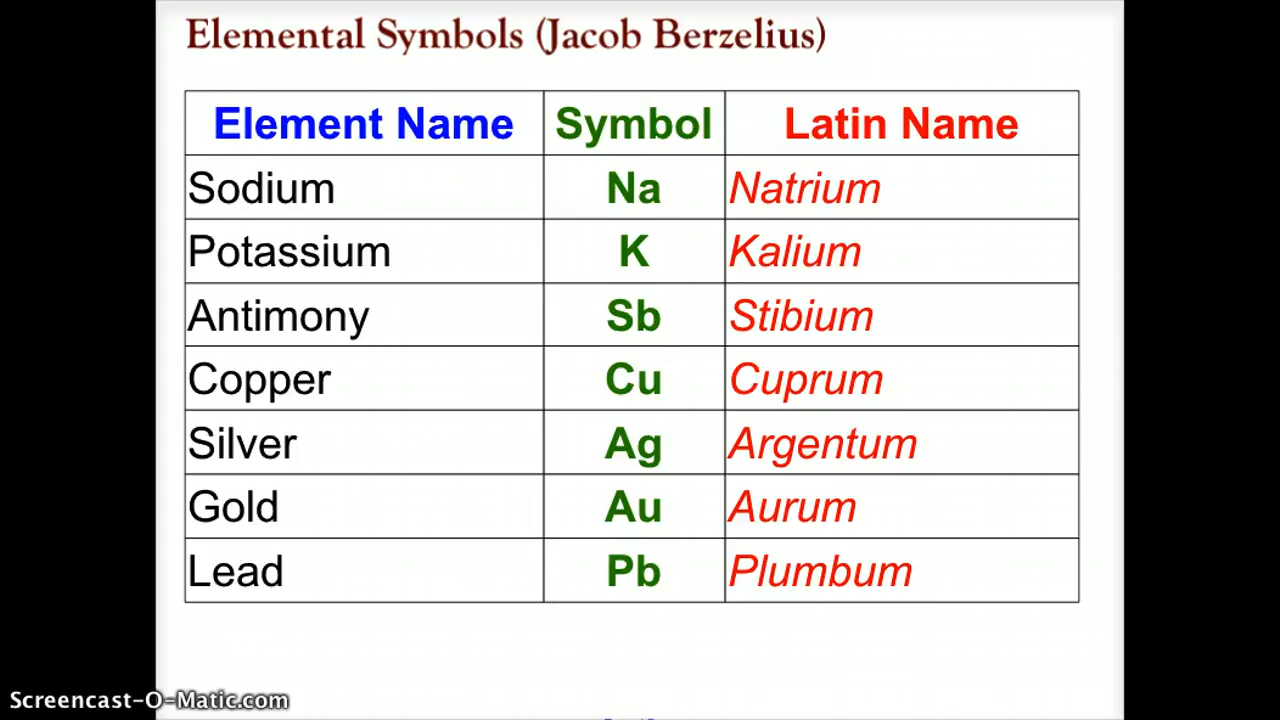 Elemental Symbols (Jacob Berzelius)
Element Name Symbol Latin Name
Sodium Na Natrium
Potassium K Kalium
Antimony Sb Stibium
Copper Cu Cuprum
Silver Ag Argentum
Gold Au Aurum
Lead Pb Plumbum
Screencast-O-Matic.com